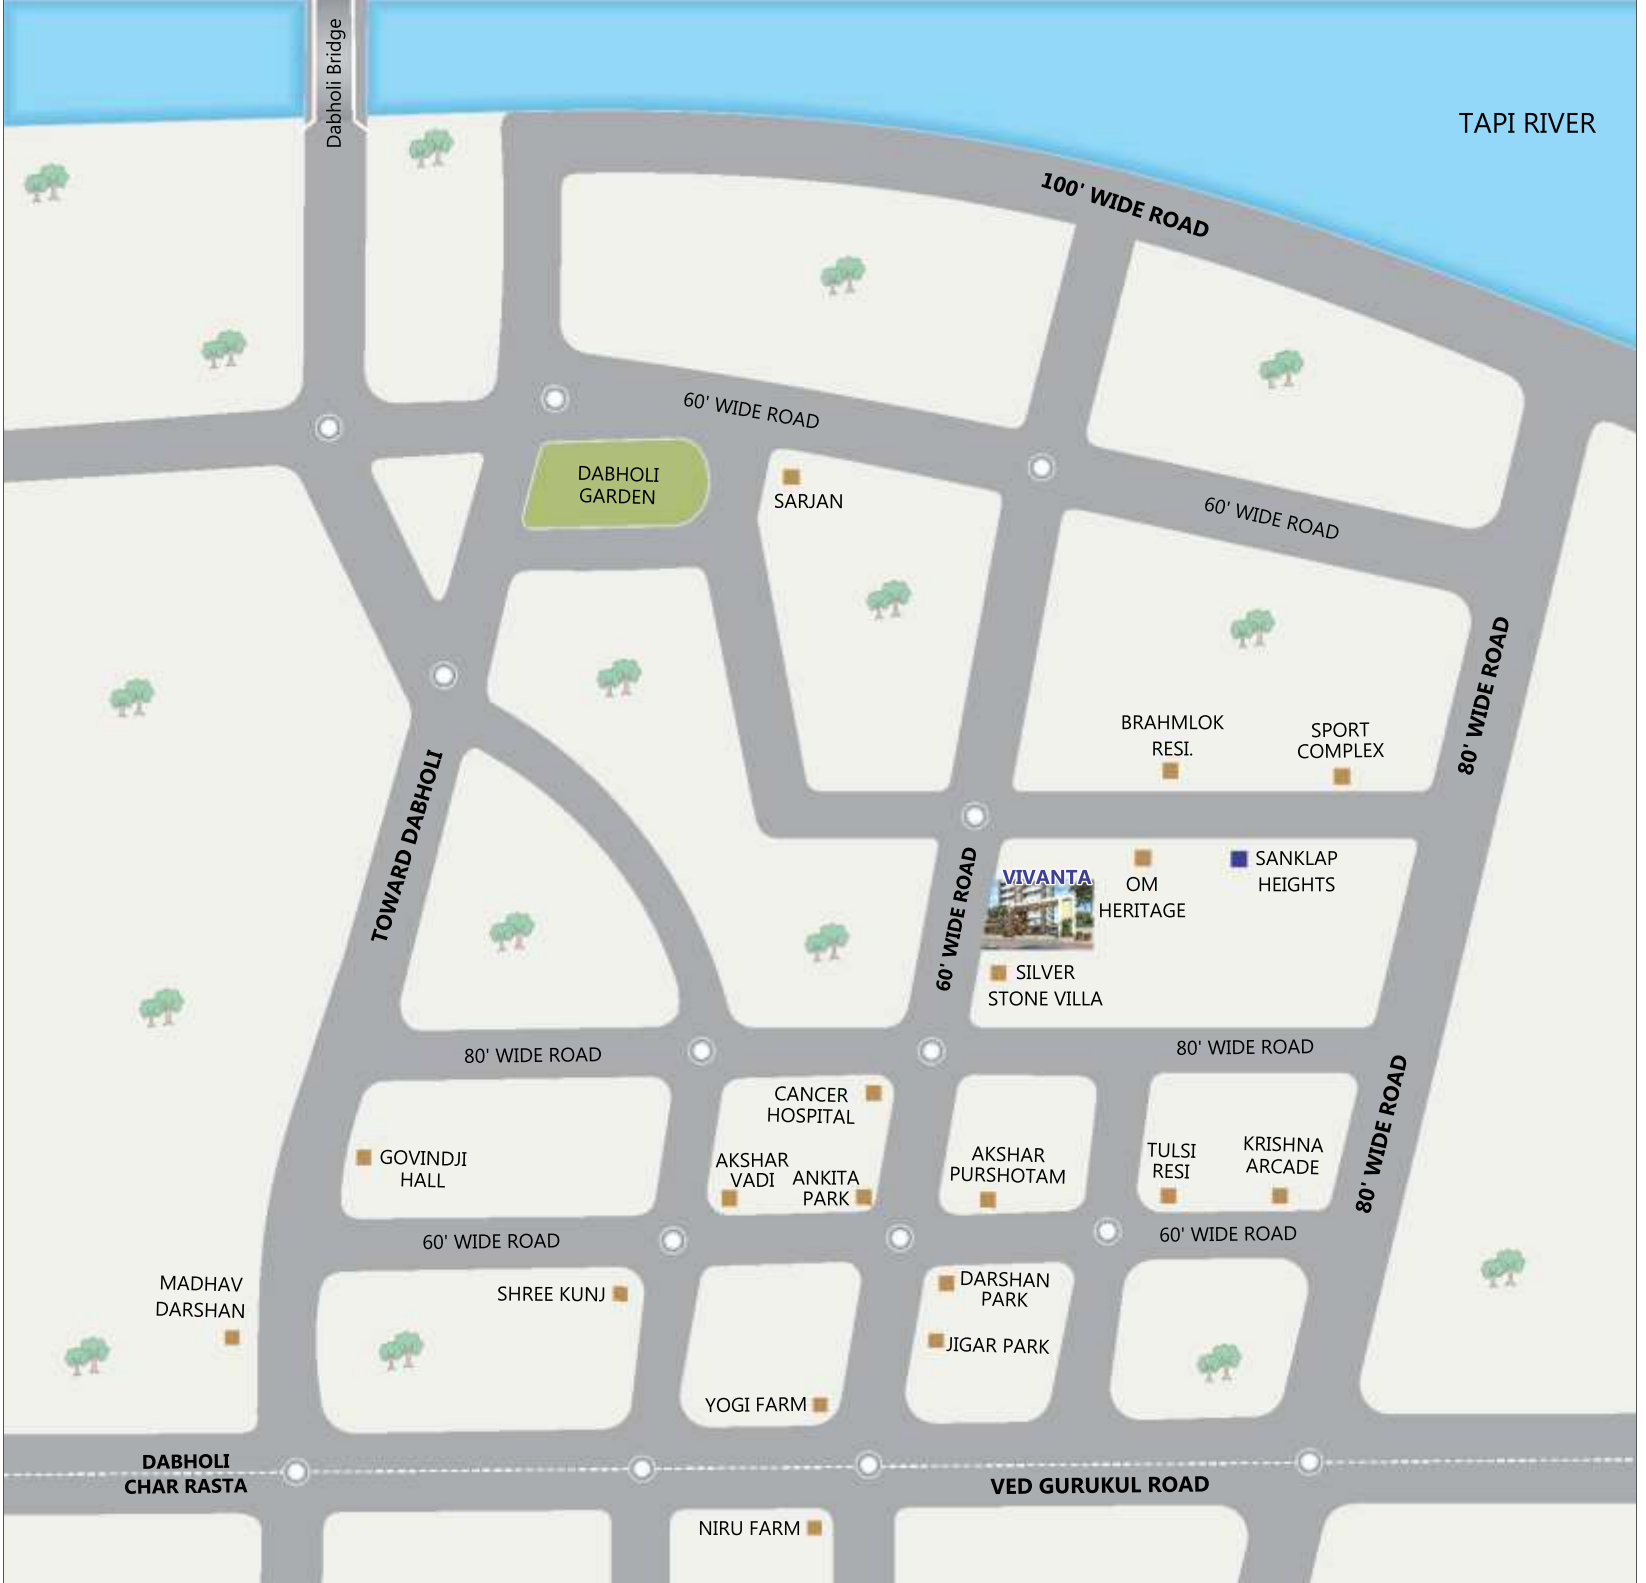 Dabholi Bridge
TAPI RIVER
100' WIDE ROAD
60' WIDE ROAD
DABHOLI
GARDEN
SARJAN
60' WIDE ROAD
80' WIDE ROAD
BRAHMLOK
RESI.
SPORT
COMPLEX
TOWARD DABHOLI
60' WIDE ROAD
VIVANTA
OM
HERITAGE
SANKLAP
HEIGHTS
SILVER
STONE VILLA
80' WIDE ROAD
80' WIDE ROAD
80' WIDE ROAD
CANCER
HOSPITAL
GOVINDJI
HALL
AKSHAR
VADI
ANKITA
PARK
AKSHAR
PURSHOTAM
TULSI
RESI
KRISHNA
ARCADE
60' WIDE ROAD
60' WIDE ROAD
MADHAV
DARSHAN
SHREE KUNJ
DARSHAN
PARK
JIGAR PARK
YOGI FARM
DABHOLI
CHAR RASTA
VED GURUKUL ROAD
NIRU FARM